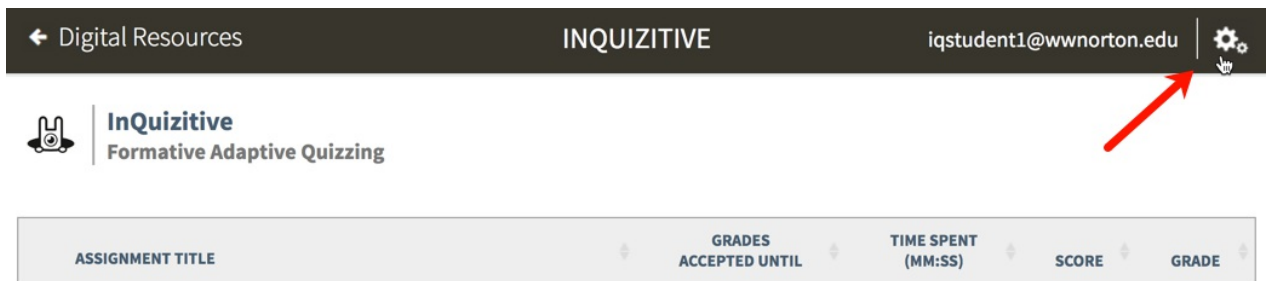 Digital Resources
INQUIZITIVE
iqstudent1@wwnorton.edu
InQuizitive
Formative Adaptive Quizzing
ASSIGNMENT TITLE
GRADES
ACCEPTED UNTIL
TIME SPENT
(MM:SS)
SCORE
GRADE